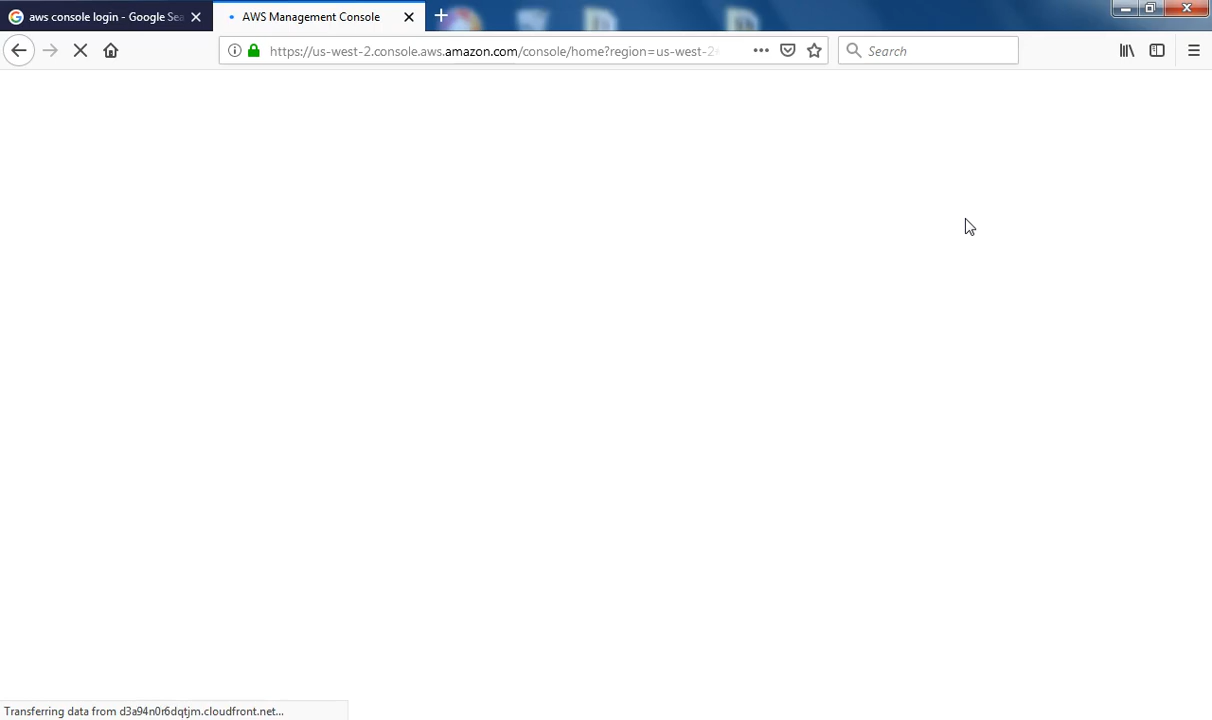 aws console login - Google Sea
AWS Management Console
https://us-west-2.console.aws.amazon.com/console/home?region=us-west-2
Search
Transferring data from d3a94n0r6dqtjm.cloudfront.net...